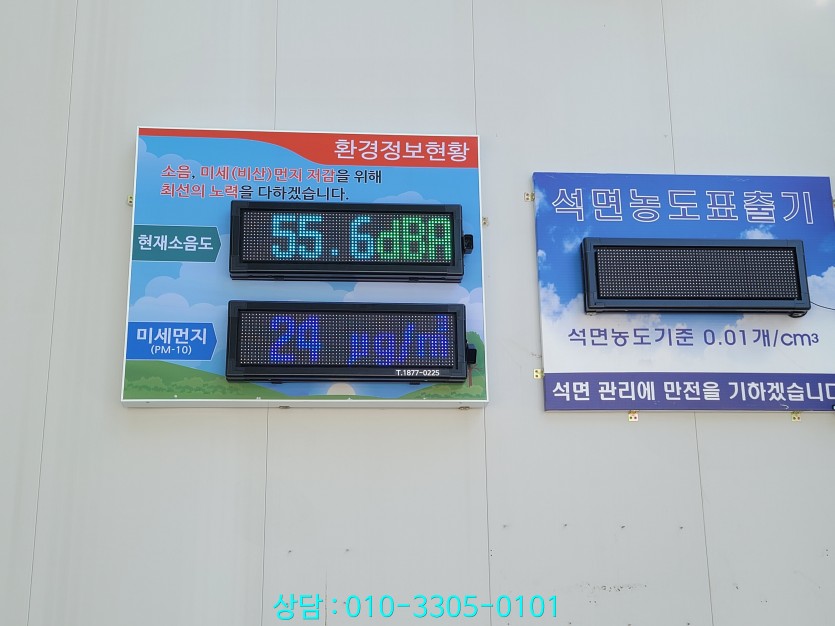 환경정보현황
소음, 미세(비산)먼지 저감을 위해
최선의 노력을 다하겠습니다.
현재소음도
55.6dBA
미세먼지
(PM-10)
24 μg/㎥
T.1877-0225
석면농도표출기
석면농도기준 0.01개/cm³
석면 관리에 만전을 기하겠습니다
상담 : 010-3305-0101